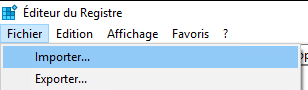 Éditeur du Registre
Fichier Edition Affichage Favoris ?
Importer...
Exporter...